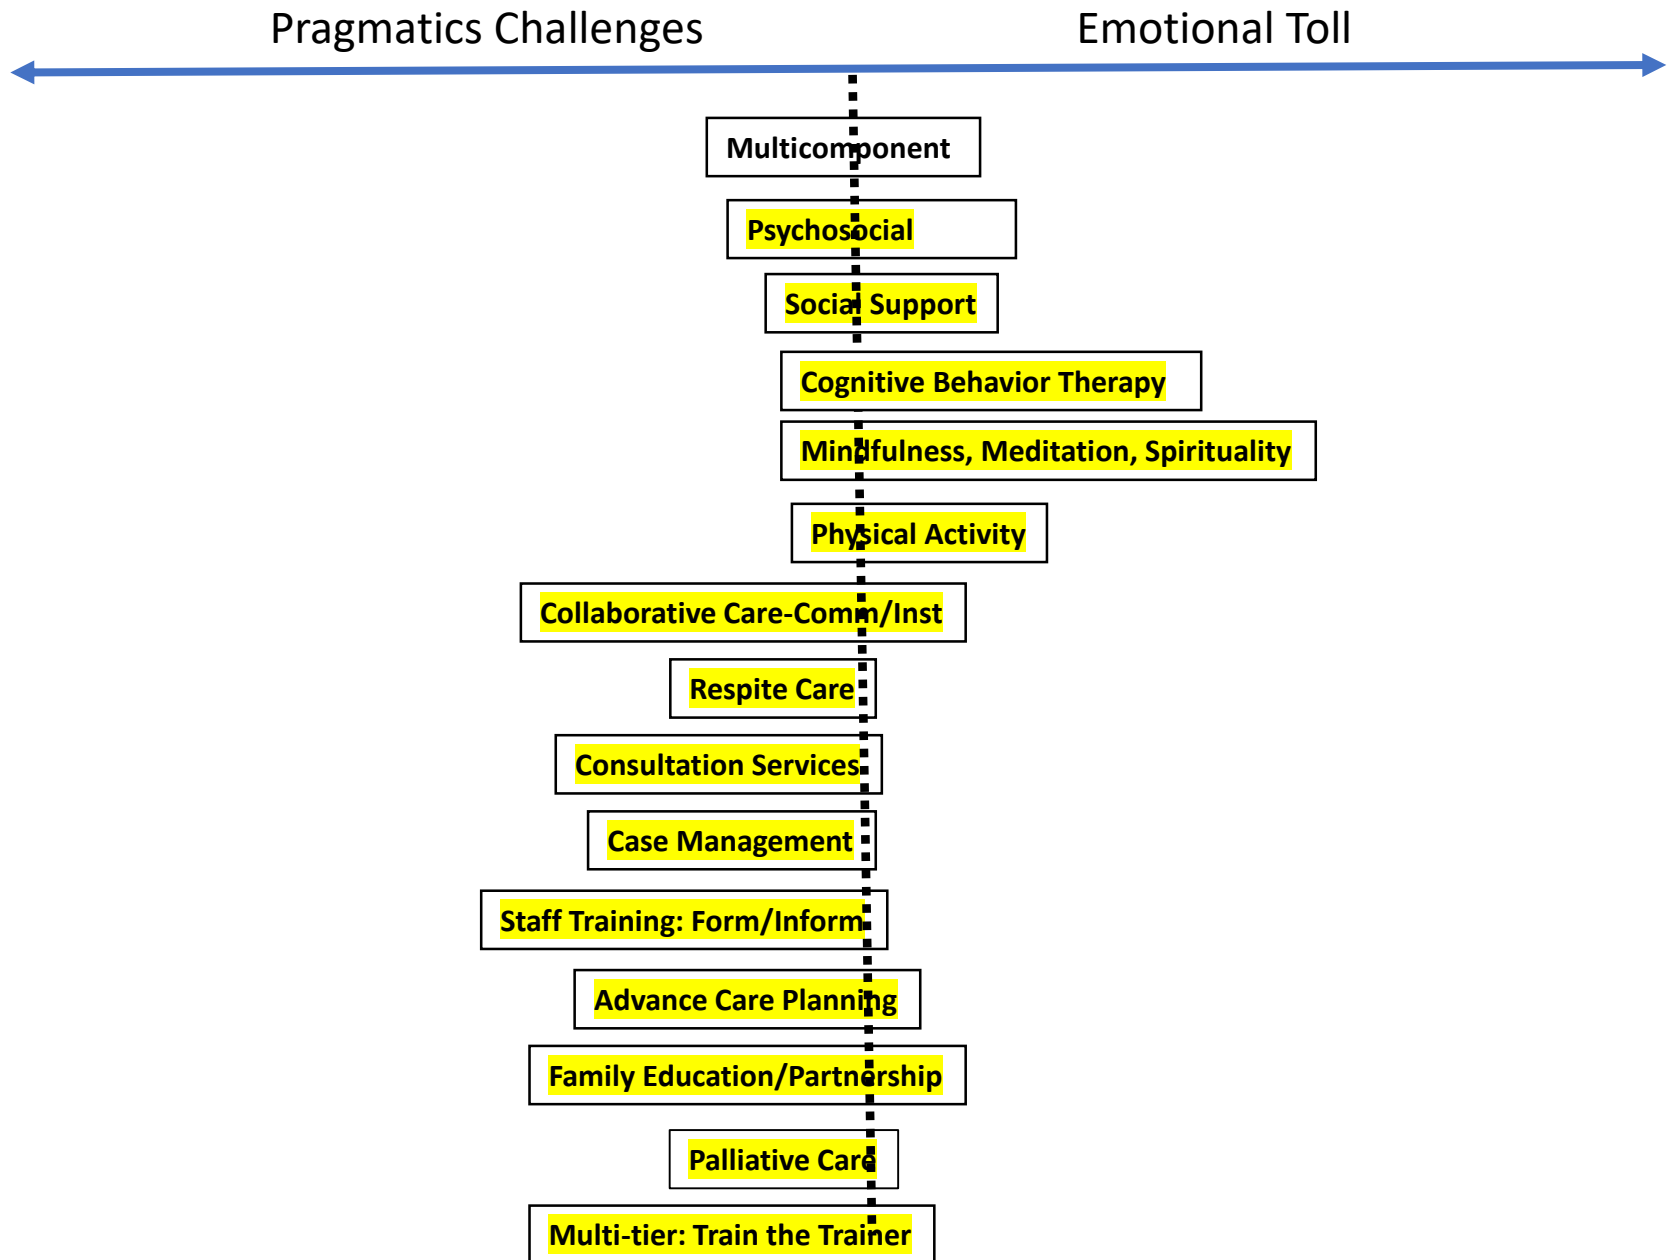 Pragmatics Challenges
Emotional Toll
Multicomponent
Psychosocial
Social Support
Cognitive Behavior Therapy
Mindfulness, Meditation, Spirituality
Physical Activity
Collaborative Care-Comm/Inst
Respite Care
Consultation Services
Case Management
Staff Training: Form/Inform
Advance Care Planning
Family Education/Partnership
Palliative Care
Multi-tier: Train the Trainer